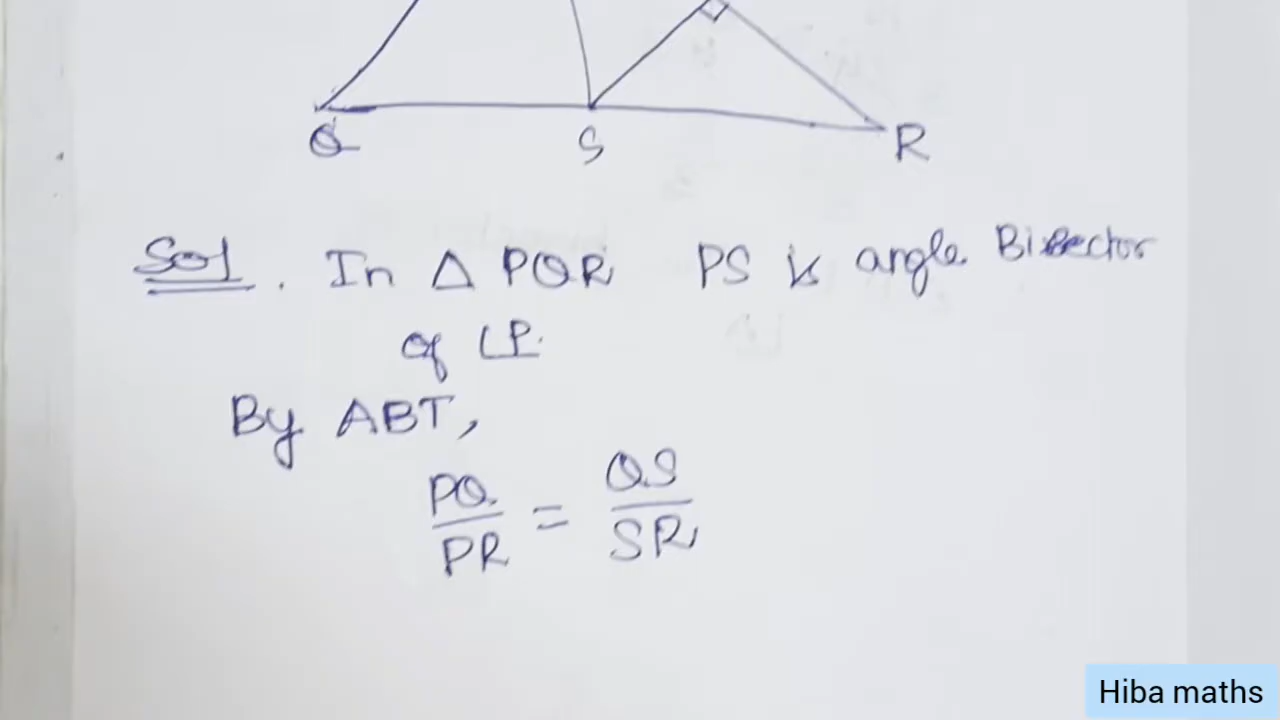 Q S R
Sol. In Δ PQR PS is angle Bisector
of ∠P.
By ABT,
PQ/PR = QS/SR
Hiba maths